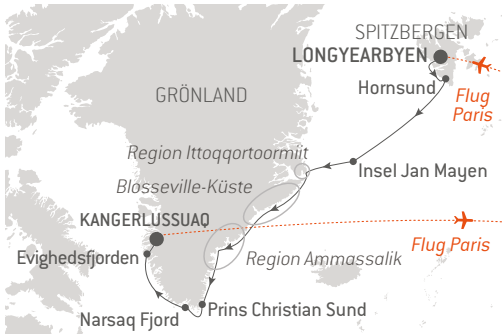 SPITZBERGEN
LONGYEARBYEN
Hornsund
Flug
Paris
GRÖNLAND
Region Ittoqqortoormiit
Insel Jan Mayen
Blosseville-Küste
KANGERLUSSUAQ
Flug Paris
Evighedsfjorden
Region Ammassalik
Narsaq Fjord
Prins Christian Sund